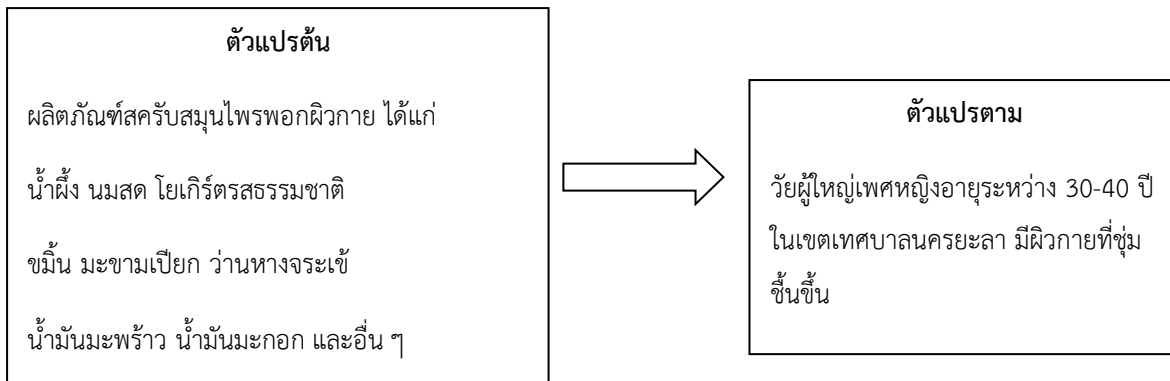 ตัวแปรต้น
ผลิตภัณฑ์สครับสมุนไพรพอกผิวกาย ได้แก่
น้ำผึ้ง นมสด โยเกิร์ตรสธรรมชาติ
ขมิ้น มะขามเปียก ว่านหางจระเข้
น้ำมันมะพร้าว น้ำมันมะกอก และอื่น ๆ
ตัวแปรตาม
วัยผู้ใหญ่เพศหญิงอายุระหว่าง 30-40 ปี
ในเขตเทศบาลนครยะลา มีผิวกายที่ชุ่ม
ชื้นขึ้น